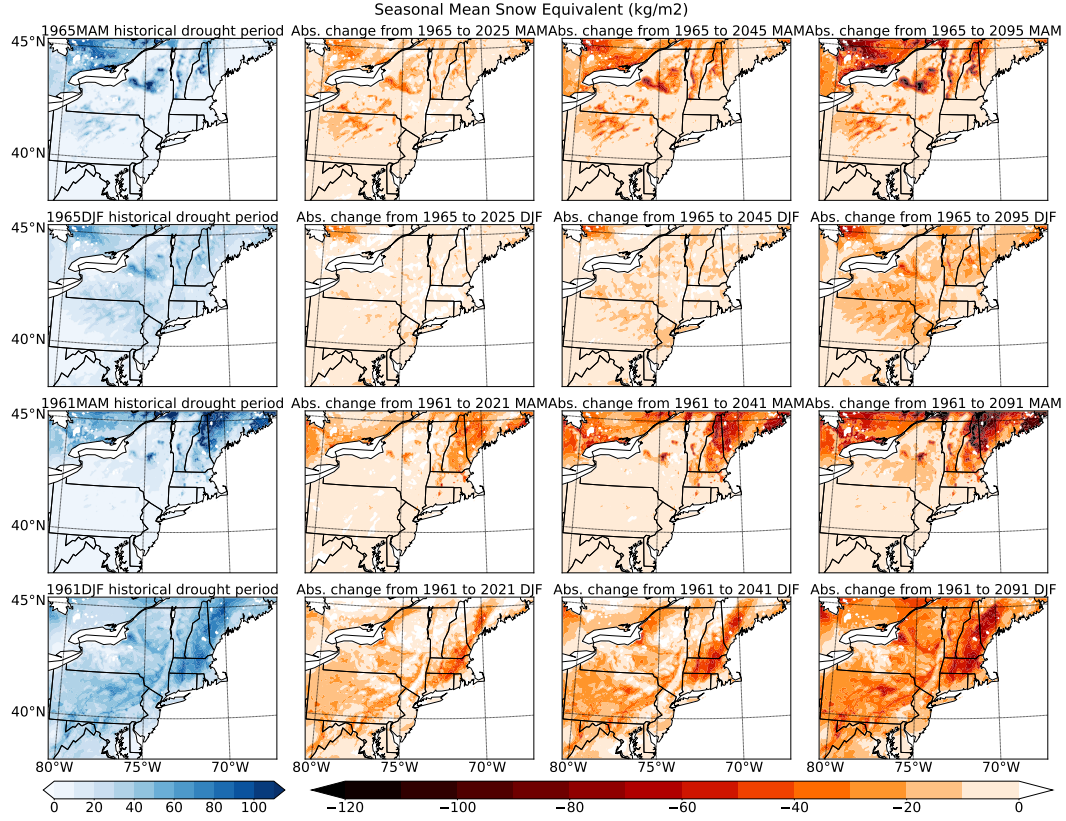 Seasonal Mean Snow Equivalent (kg/m2)
1965MAM historical drought period Abs. change from 1965 to 2025 MAM Abs. change from 1965 to 2045 MAM Abs. change from 1965 to 2095 MAM
45°N
40°N
1965DJF historical drought period Abs. change from 1965 to 2025 DJF Abs. change from 1965 to 2045 DJF Abs. change from 1965 to 2095 DJF
45°N
40°N
1961MAM historical drought period Abs. change from 1961 to 2021 MAM Abs. change from 1961 to 2041 MAM Abs. change from 1961 to 2091 MAM
45°N
40°N
1961DJF historical drought period Abs. change from 1961 to 2021 DJF Abs. change from 1961 to 2041 DJF Abs. change from 1961 to 2091 DJF
45°N
40°N
80°W 75°W 70°W 80°W 75°W 70°W 80°W 75°W 70°W 80°W 75°W 70°W
0 20 40 60 80 100 −120 −100 −80 −60 −40 −20 0